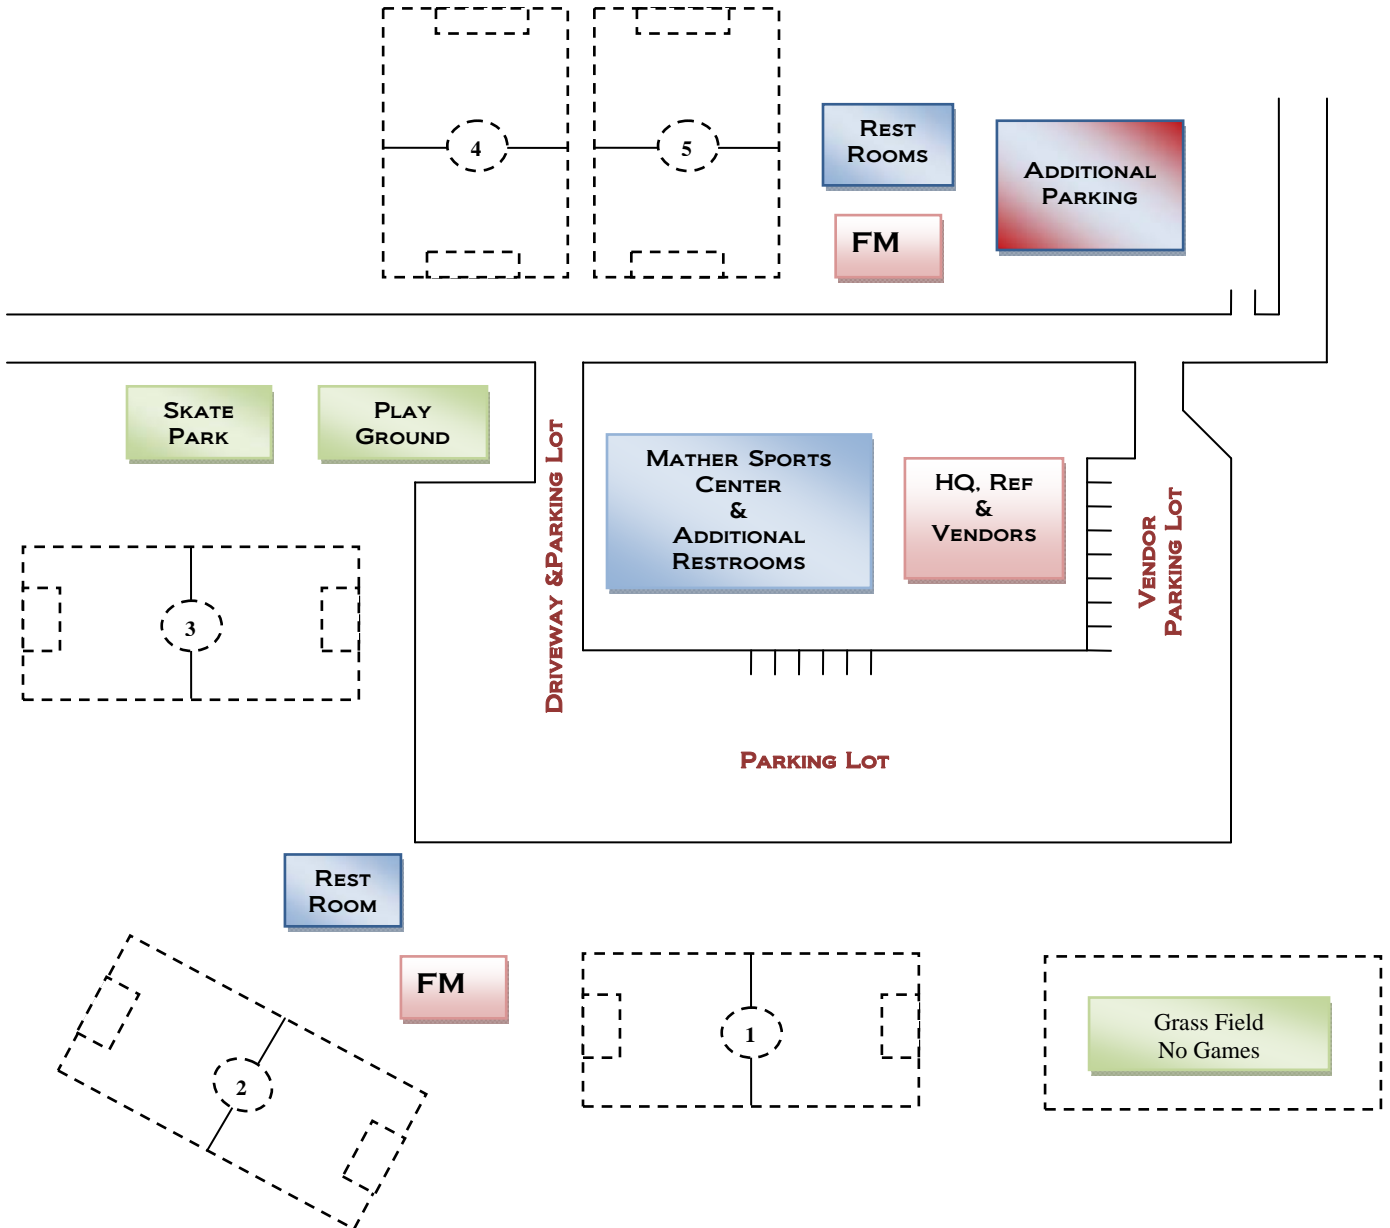 4
5
Rest
Rooms
Additional
Parking
FM
Skate
Park
Play
Ground
Driveway &Parking Lot
Mather Sports
Center
&
Additional
Restrooms
HQ, Ref
&
Vendors
Vendor
Parking Lot
3
Parking Lot
Rest
Room
FM
2
1
Grass Field
No Games